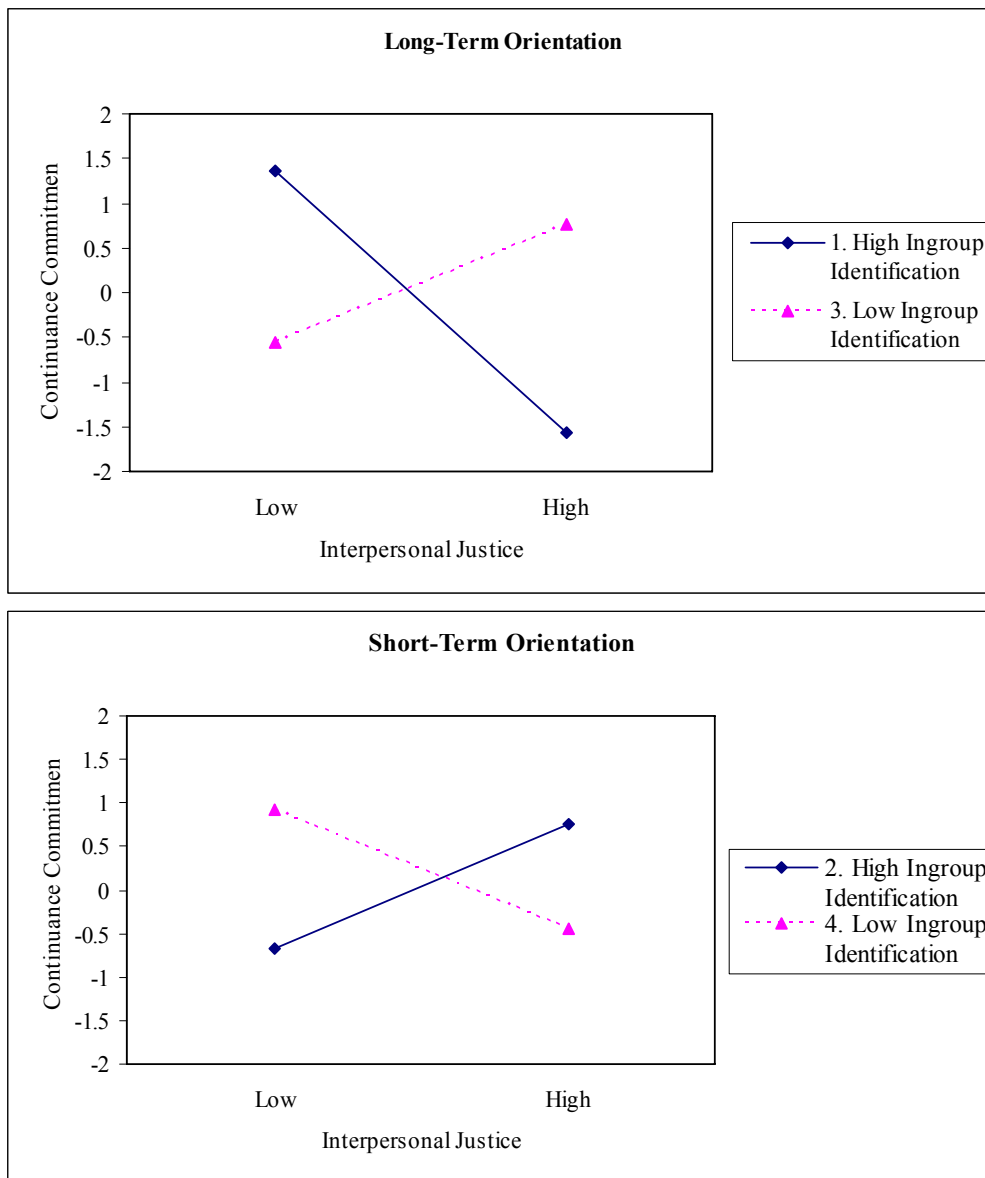 Long-Term Orientation
2
1.5
1
0.5
0
-0.5
-1
-1.5
-2
Continuance Commitmen
Low
High
Interpersonal Justice
1. High Ingroup
Identification
3. Low Ingroup
Identification
Short-Term Orientation
2
1.5
1
0.5
0
-0.5
-1
-1.5
-2
Continuance Commitmen
Low
High
Interpersonal Justice
2. High Ingroup
Identification
4. Low Ingroup
Identification